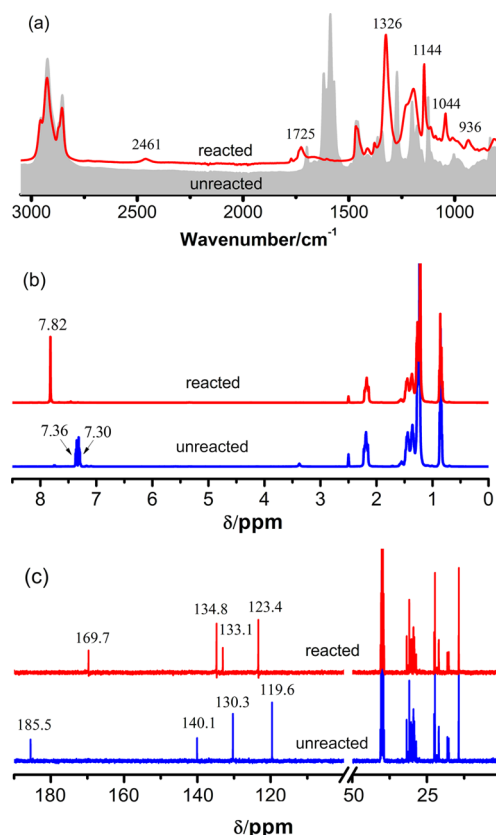 (a)
1326
1144
1044
936
1725
2461
reacted
unreacted
3000 2500 2000 1500 1000
Wavenumber/cm-1
(b)
7.82
reacted
7.36 7.30
unreacted
8 7 6 5 4 3 2 1 0
δ/ppm
(c)
134.8 123.4
133.1
169.7
reacted
185.5 140.1 130.3 119.6
unreacted
180 160 140 120 50 25
δ/ppm